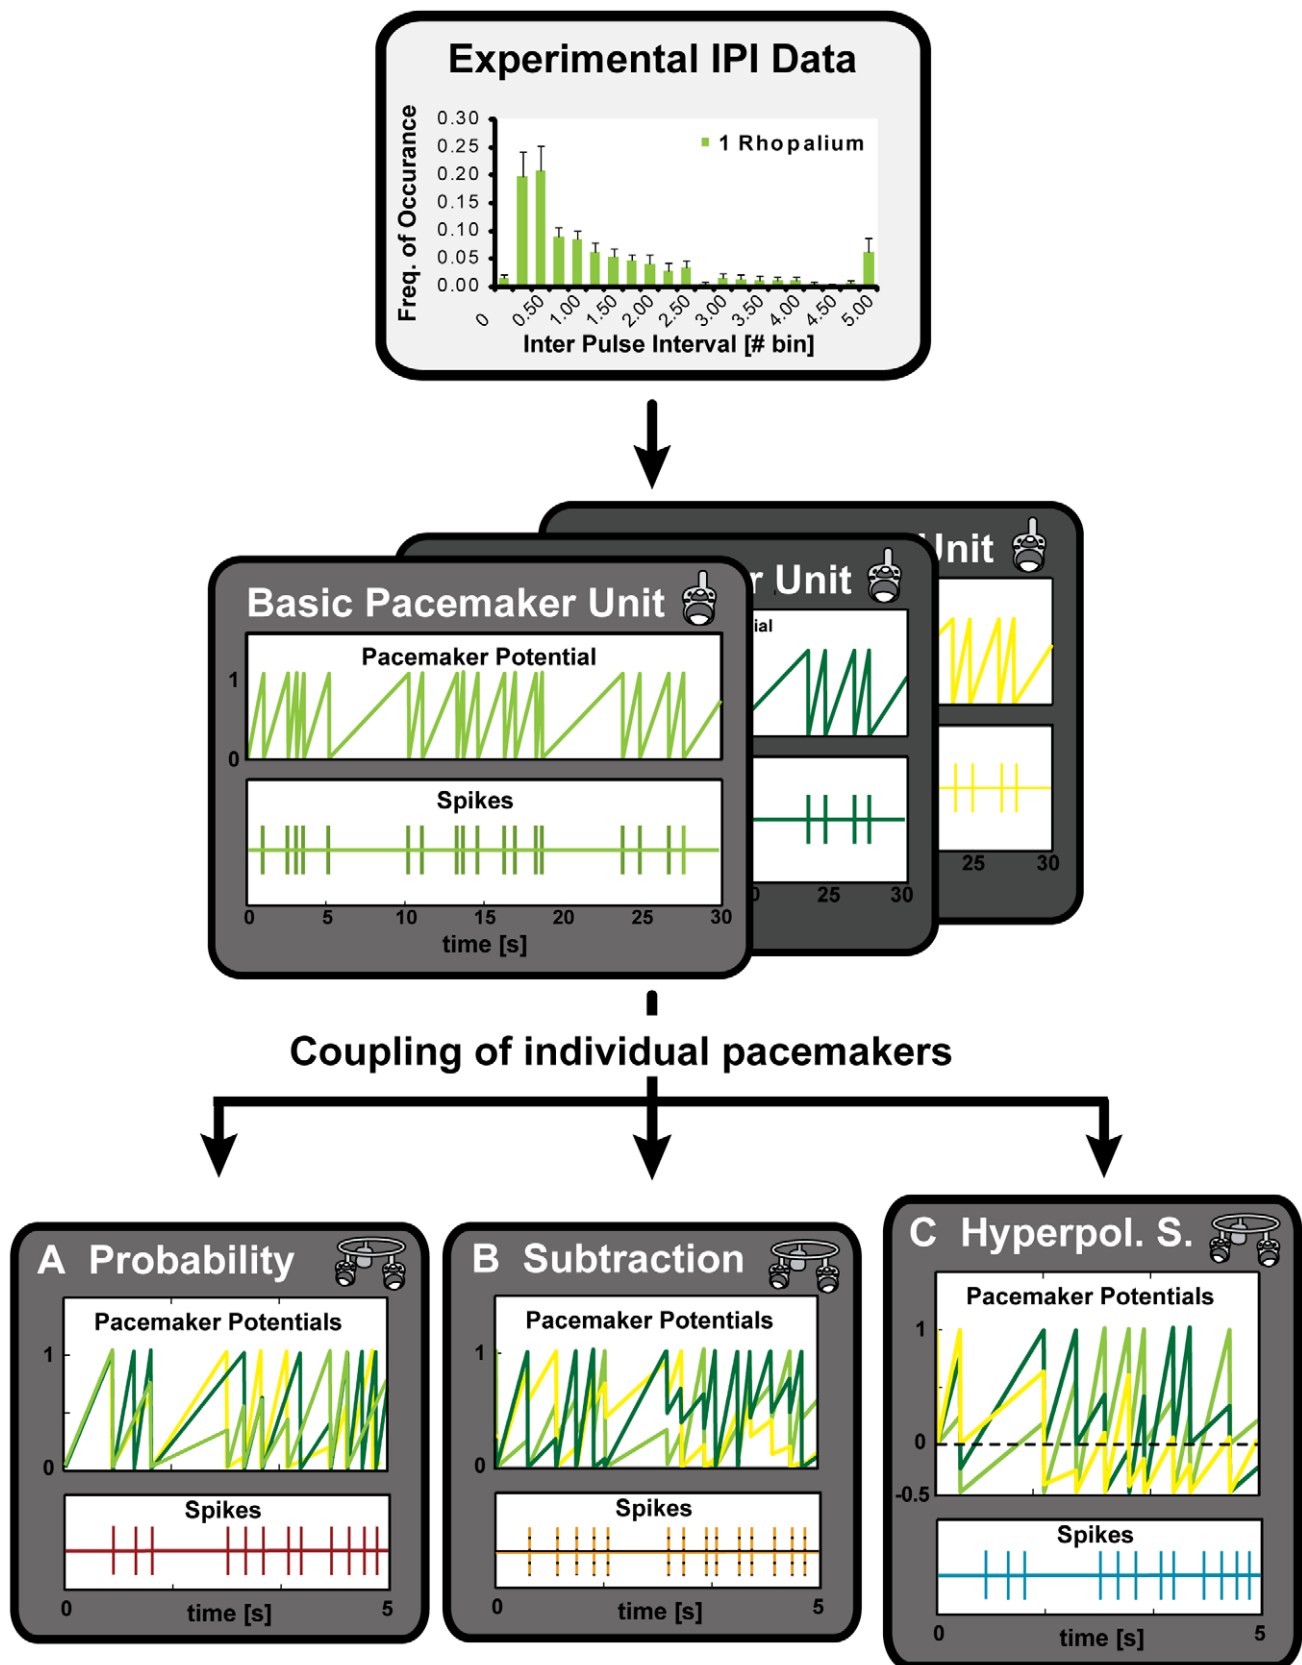 Experimental IPI Data
Freq. of Occurance
0.30
0.25
0.20
0.15
0.10
0.05
0.00
1 Rhopalium
0 0.50 1.00 1.50 2.00 2.50 3.00 3.50 4.00 4.50 5.00
Inter Pulse Interval [# bin]
Basic Pacemaker Unit
r Unit
Unit
Pacemaker Potential
ial
1
0
Spikes
0 5 10 15 20 25 30
time [s]
0 25 30
25 30
Coupling of individual pacemakers
A Probability
Pacemaker Potentials
1
0
Spikes
0 5
time [s]
B Subtraction
Pacemaker Potentials
1
0
Spikes
0 5
time [s]
C Hyperpol. S.
Pacemaker Potentials
1
0
-0.5
Spikes
0 5
time [s]